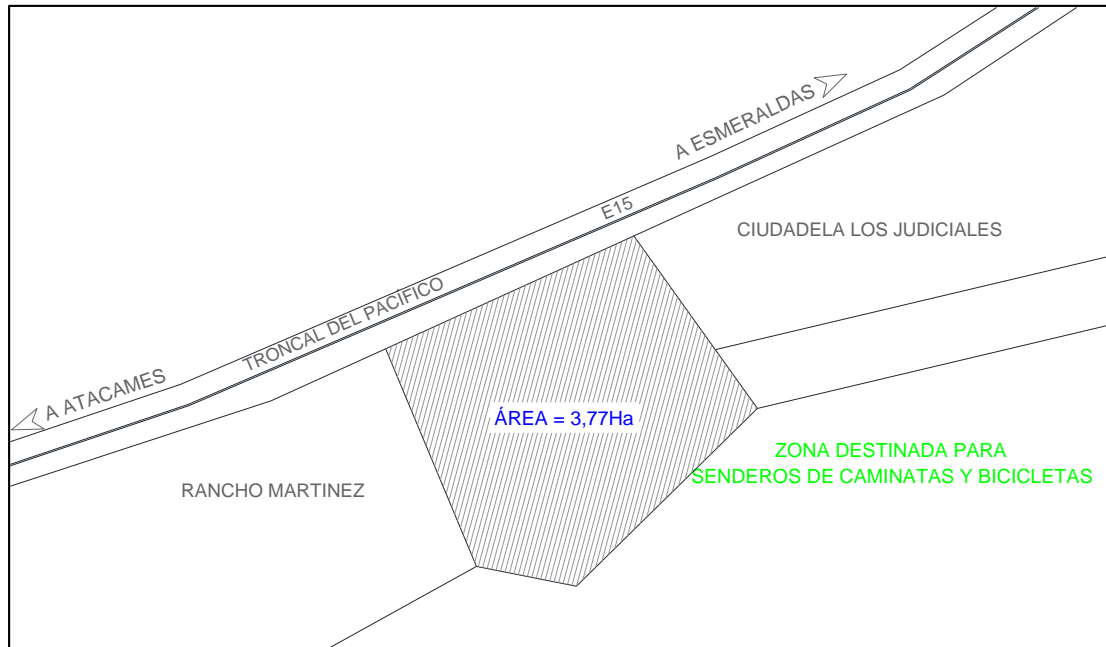 A ESMERALDAS
E15
CIUDADELA LOS JUDICIALES
TRONCAL DEL PACÍFICO
A ATACAMES
ÁREA = 3,77Ha
ZONA DESTINADA PARA
SENDEROS DE CAMINATAS Y BICICLETAS
RANCHO MARTINEZ